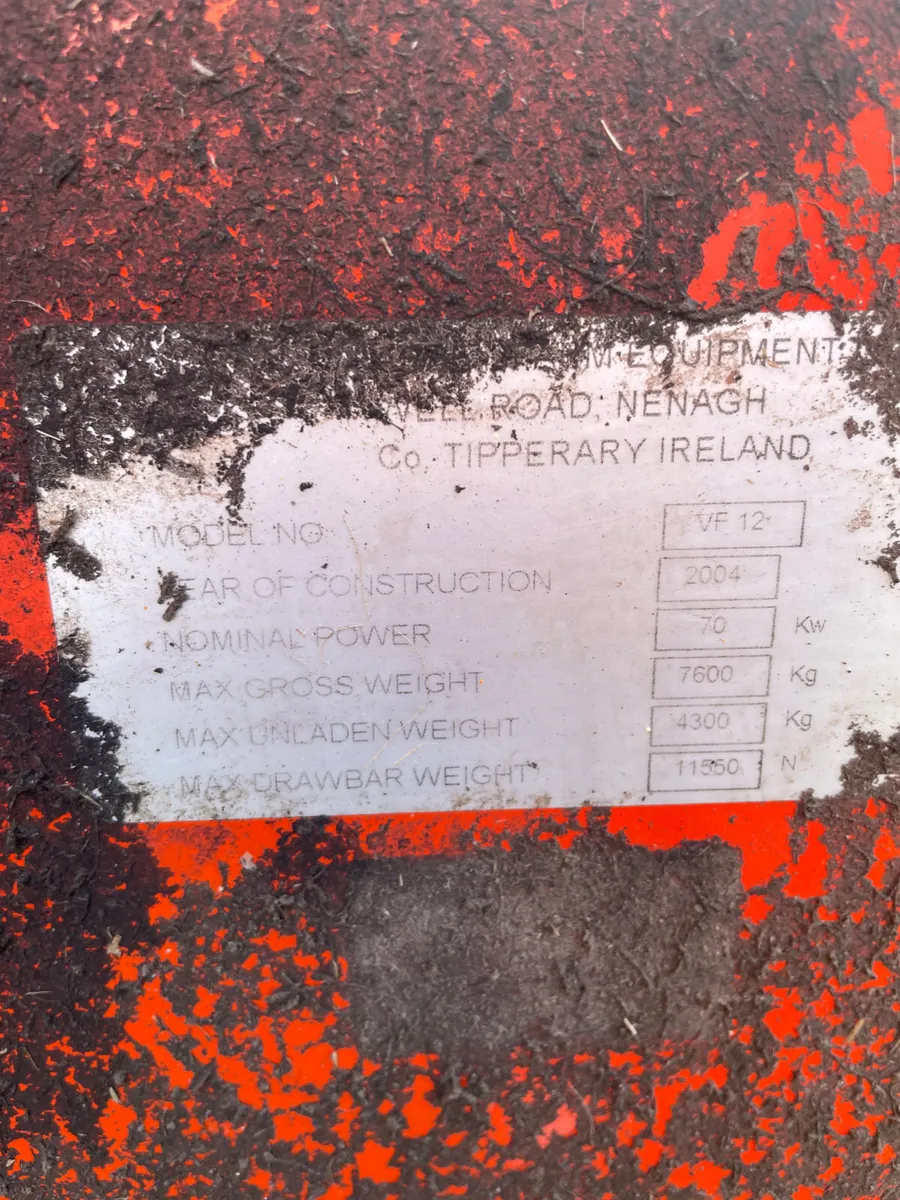 EQUIPMENT
ROAD, NENAGH
Co. TIPPERARY IRELAND
MODEL NO VF 12
YEAR OF CONSTRUCTION 2004
NOMINAL POWER 70 Kw
MAX GROSS WEIGHT 7600 Kg
MAX UNLADEN WEIGHT 4300 Kg
MAX DRAWBAR WEIGHT 11550 N